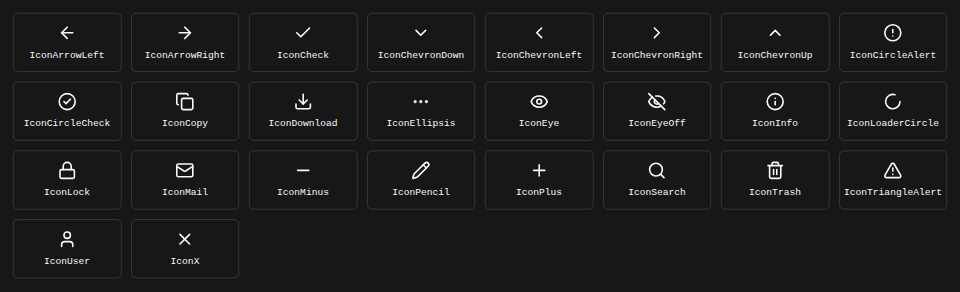 IconArrowLeft
IconArrowRight
IconCheck
IconChevronDown
IconChevronLeft
IconChevronRight
IconChevronUp
IconCircleAlert
IconCircleCheck
IconCopy
IconDownload
IconEllipsis
IconEye
IconEyeOff
IconInfo
IconLoaderCircle
IconLock
IconMail
IconMinus
IconPencil
IconPlus
IconSearch
IconTrash
IconTriangleAlert
IconUser
IconX